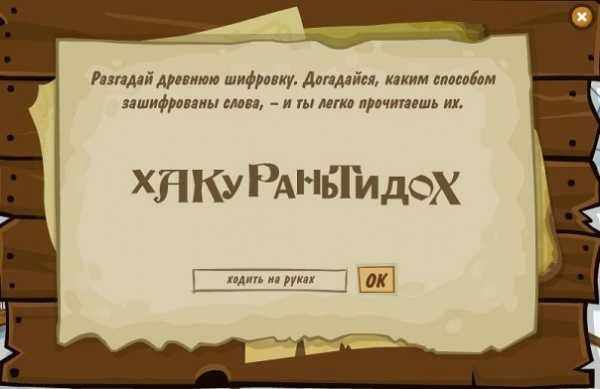 Разгадай древнюю шифровку. Догадайся, каким способом
зашифрованы слова, – и ты легко прочитаешь их.
ХАКУРАНЬТИДОХ
ходить на руках
OK